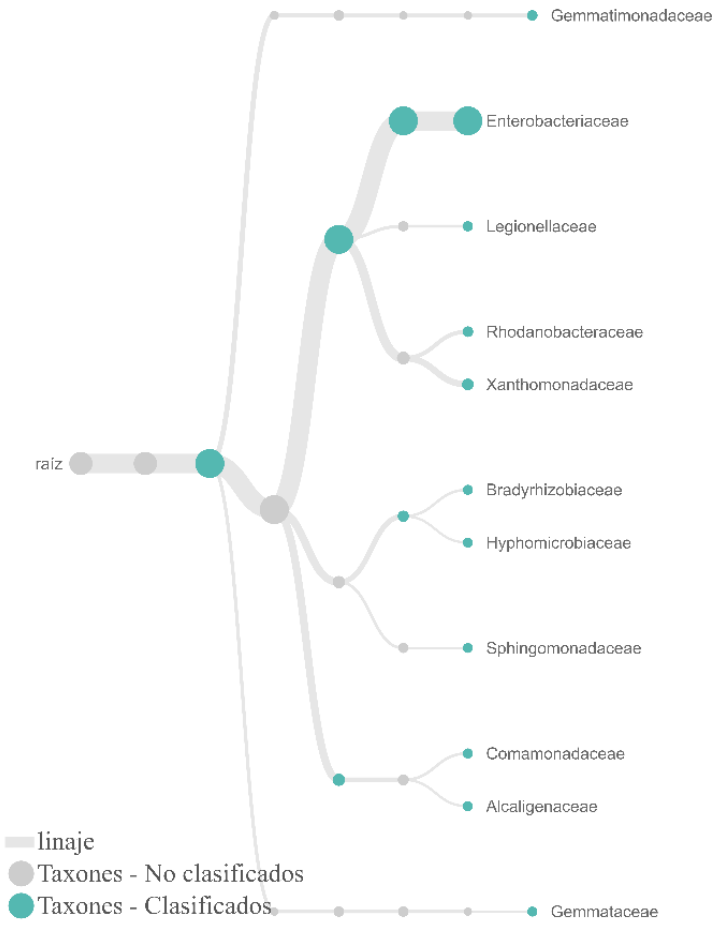 Gemmatimonadaceae
Enterobacteriaceae
Legionellaceae
Rhodanobacteraceae
Xanthomonadaceae
raíz
Bradyrhizobiaceae
Hyphomicrobiaceae
Sphingomonadaceae
Comamonadaceae
Alcaligenaceae
linaje
Taxones - No clasificados
Taxones - Clasificados
Gemmataceae